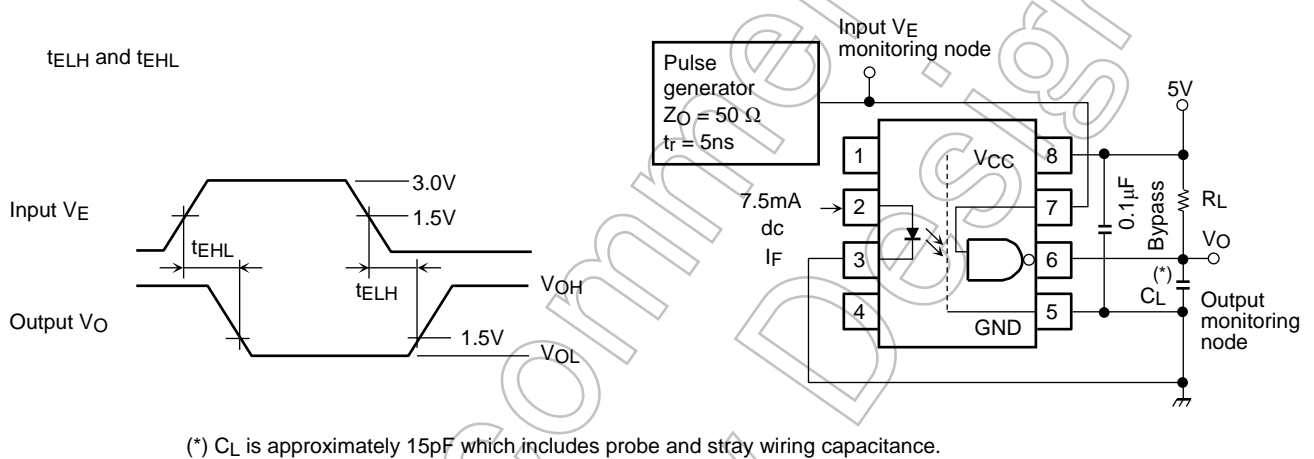 tELH and tEHL
Input VE
3.0V
1.5V
tEHL
tELH
VOH
Output VO
1.5V
VOL
Input VE
monitoring node
Pulse
generator
ZO = 50 Ω
tr = 5ns
5V
1
VCC
8
7.5mA
dc
IF
2
7
0.1μF
Bypass
RL
3
6
VO
(*)
CL
4
GND
5
Output
monitoring
node
(*) CL is approximately 15pF which includes probe and stray wiring capacitance.